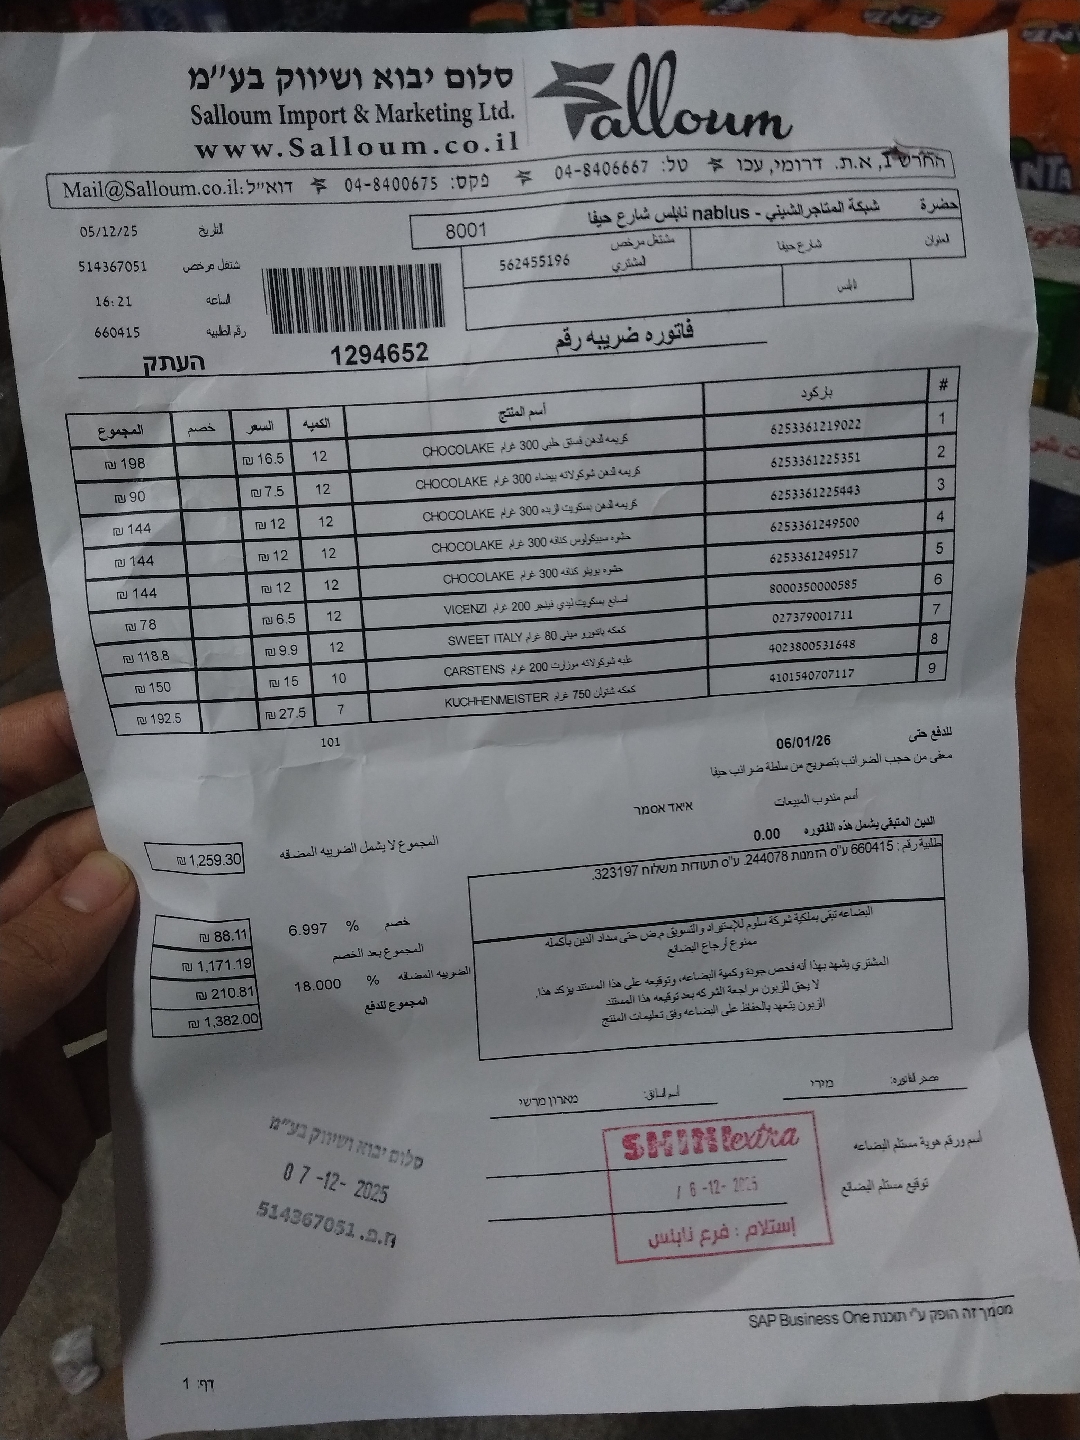 סלום יבוא ושיווק בע"מ
Salloum Import & Marketing Ltd.
www.Salloum.co.il
Salloum
החרש 1, א.ת. דרומי, עכו טל: 04-8406667 פקס: 04-8400675 דוא"ל: Mail@Salloum.co.il
حضرة شبكة المتاجر الشيني - nablus نابلس شارع حيفا 8001
العنوان شارع حيفا مشتغل مرخص المشتري 562455196
نابلس
التاريخ 05/12/25
مشتغل مرخص 514367051
الساعه 16:21
رقم الطلبيه 660415
فاتوره ضريبه رقم 1294652 העתק
# باركود أسم المنتج الكميه السعر خصم المجموع
1 6253361219022 كريمه لدهن فستق حلبي 300 غرام CHOCOLAKE 12 16.5 ₪ 198 ₪
2 6253361225351 كريمه لدهن شوكولاته بيضاء 300 غرام CHOCOLAKE 12 7.5 ₪ 90 ₪
3 6253361225443 كريمه لدهن بسكويت الزبده 300 غرام CHOCOLAKE 12 12 ₪ 144 ₪
4 6253361249500 حشوه سبيكولوس كنافه 300 غرام CHOCOLAKE 12 12 ₪ 144 ₪
5 6253361249517 حشوه بوينلو كنافه 300 غرام CHOCOLAKE 12 12 ₪ 144 ₪
6 8000350000585 اصابع بسكويت ليدي فينجر 200 غرام VICENZI 12 6.5 ₪ 78 ₪
7 027379001711 كعكه باندورو ميني 80 غرام SWEET ITALY 12 9.9 ₪ 118.8 ₪
8 4023800531648 علبه شوكولاته موزارت 200 غرام CARSTENS 10 15 ₪ 150 ₪
9 4101540707117 كعكه شتولن 750 غرام KUCHHENMEISTER 7 27.5 ₪ 192.5 ₪
101
للدفع حتى 06/01/26
معفى من حجب الضرائب بتصريح من سلطة ضرائب حيفا
أسم مندوب المبيعات איאד אסמר
الدين المتبقي يشمل هذه الفاتوره 0.00
طلبية رقم: 660415 ע"ס הזמנות 244078. ע"ס תעודות משלוח 323197.
المجموع لا يشمل الضريبه المضافه 1,259.30 ₪
خصم % 6.997 88.11 ₪
المجموع بعد الخصم 1,171.19 ₪
الضريبه المضافه % 18.000 210.81 ₪
المجموع للدفع 1,382.00 ₪
البضاعه تبقى بملكية شركة سلوم للإستيراد والتسويق م.ض حتى سداد الدين بأكمله
ممنوع أرجاع البضائع
المشتري يشهد بهذا أنه فحص جودة وكمية البضاعه، وتوقيعه على هذا المستند يؤكد هذا.
لا يحق للزبون مراجعة الشركه بعد توقيعه هذا المستند
الزبون يتعهد بالحفاظ على البضاعه وفق تعليمات المنتج
مصدر الفاتوره: מירי أسم السائق: מארון מרשי
أسم ورقم هوية مستلم البضاعه
توقيع مستلم البضائع
SHINI extra
6-12-2025
إستلام : فرع نابلس
סלום יבוא ושיווק בע"מ
07-12-2025
ח.פ. 514367051
מסמך זה הופק ע"י תוכנת SAP Business One
דף: 1